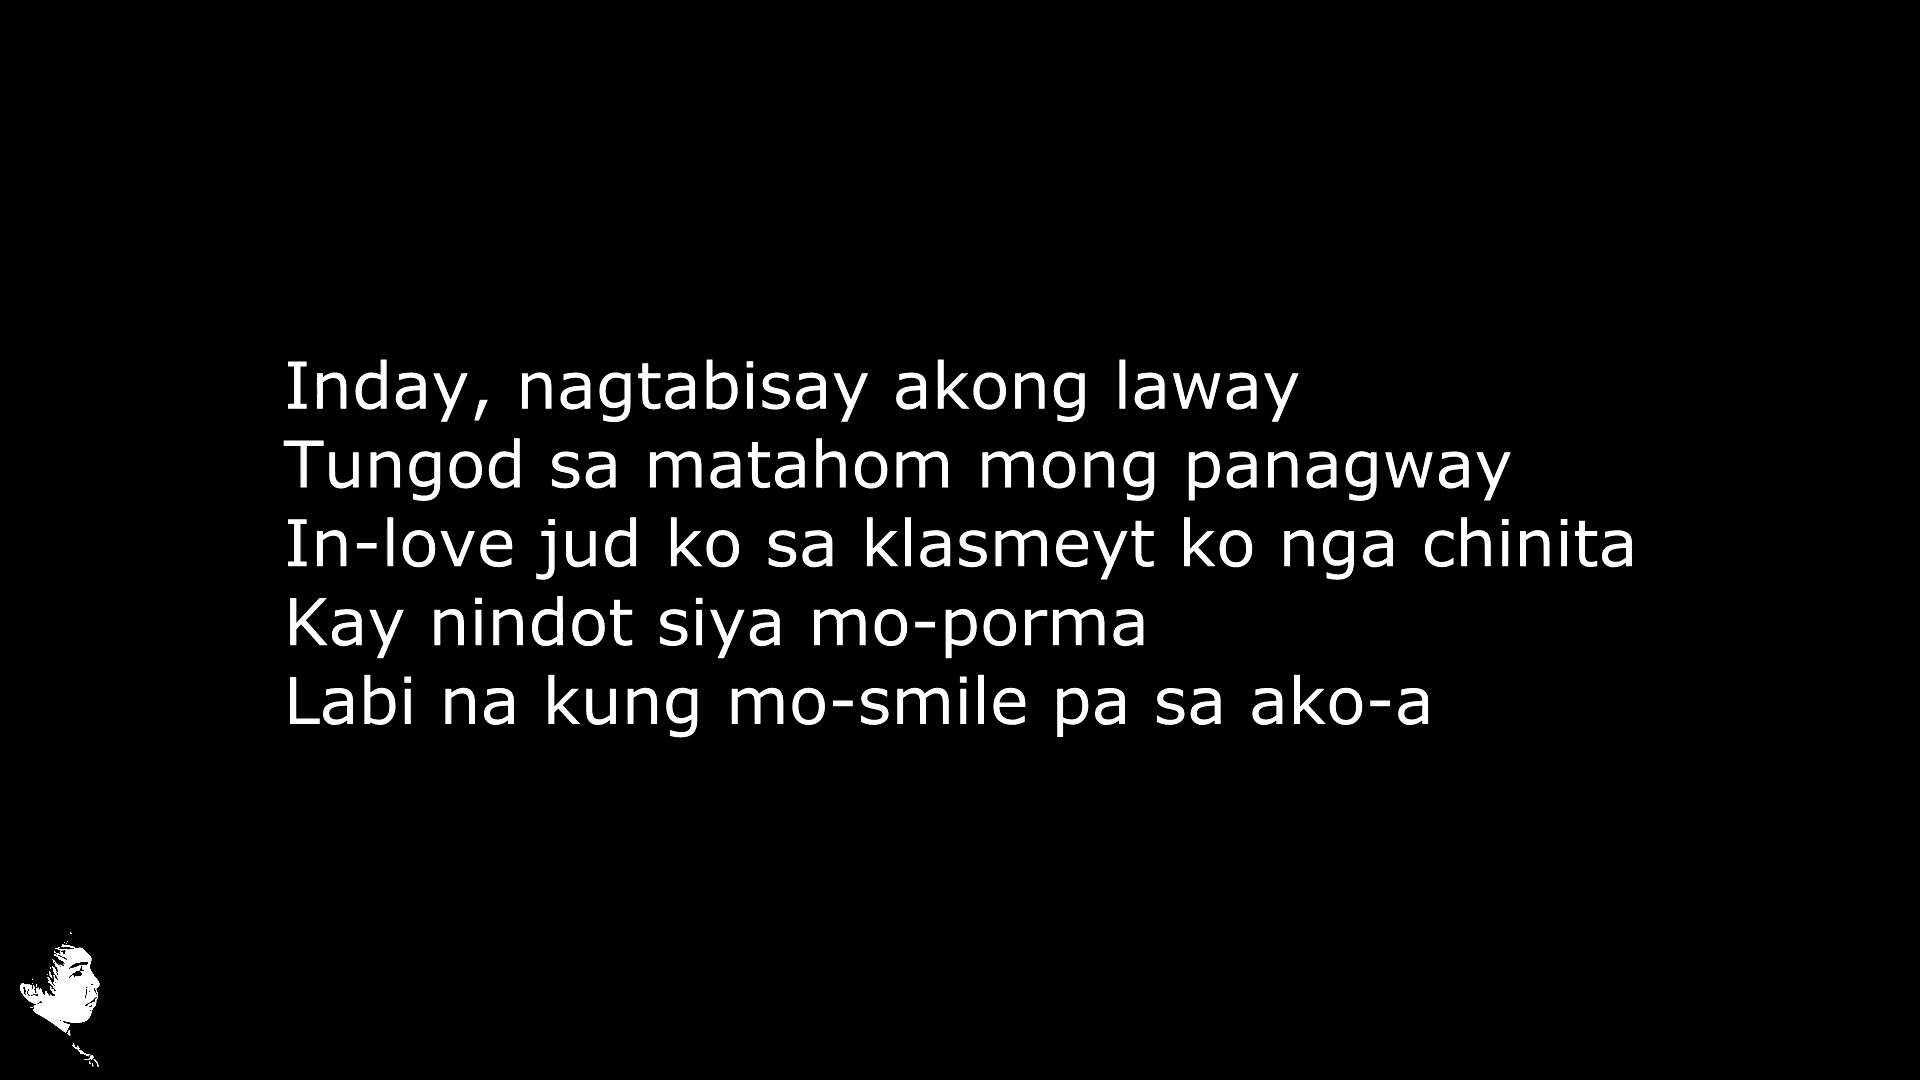 Inday, nagtabisay akong laway
Tungod sa matahom mong panagway
In-love jud ko sa klasmeyt ko nga chinita
Kay nindot siya mo-porma
Labi na kung mo-smile pa sa ako-a